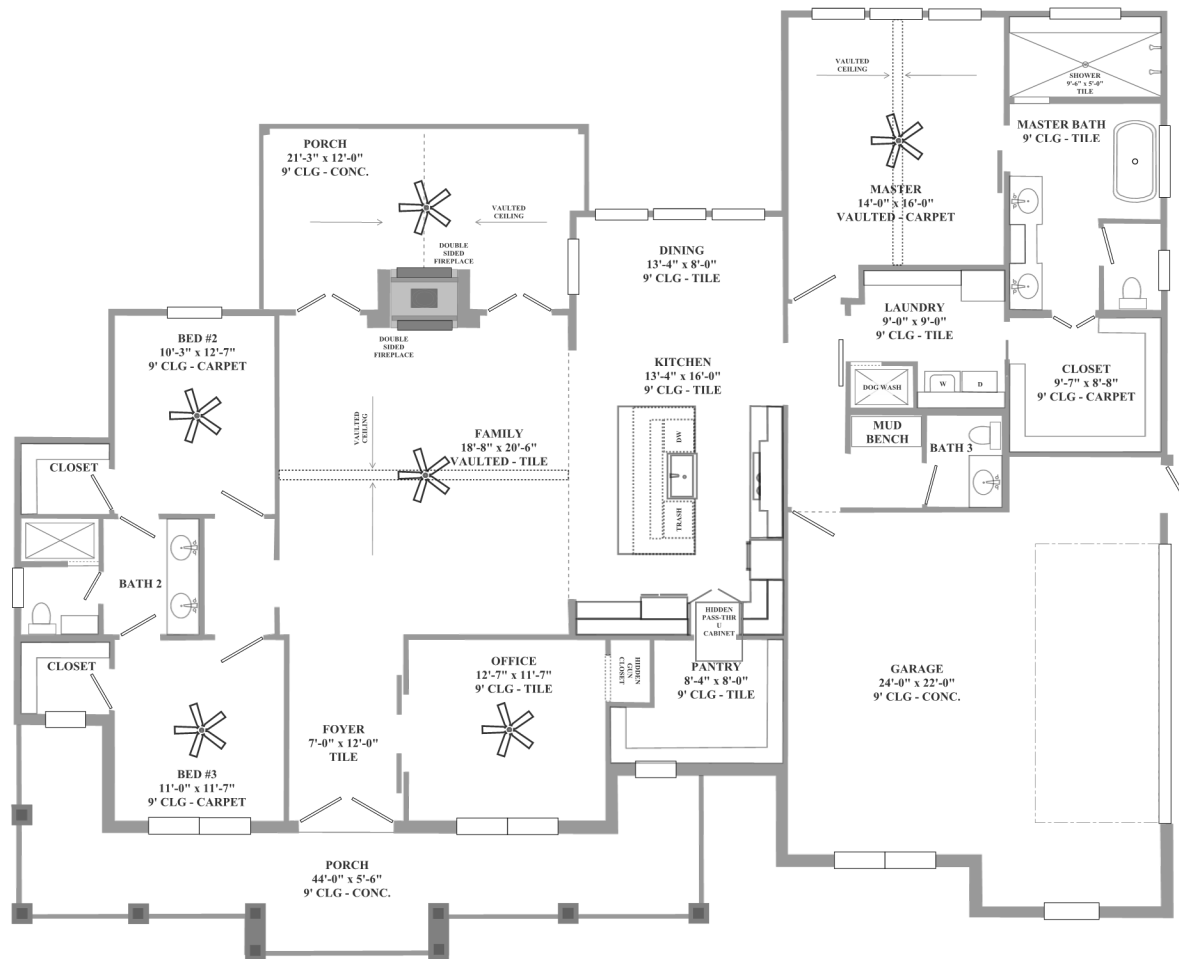 VAULTED
CEILING
SHOWER
9'-6" x 5'-0"
TILE
MASTER BATH
9' CLG - TILE
PORCH
21'-3" x 12'-0"
9' CLG - CONC.
MASTER
14'-0" x 16'-0"
VAULTED - CARPET
VAULTED
CEILING
DOUBLE
SIDED
FIREPLACE
DINING
13'-4" x 8'-0"
9' CLG - TILE
LAUNDRY
9'-0" x 9'-0"
9' CLG - TILE
DOUBLE
SIDED
FIREPLACE
BED #2
10'-3" x 12'-7"
9' CLG - CARPET
KITCHEN
13'-4" x 16'-0"
9' CLG - TILE
CLOSET
9'-7" x 8'-8"
9' CLG - CARPET
DOG WASH
W
D
VAULTED
CEILING
FAMILY
18'-8" x 20'-6"
VAULTED - TILE
DW
MUD
BENCH
BATH 3
CLOSET
TRASH
BATH 2
HIDDEN
PASS-THR
U
CABINET
CLOSET
OFFICE
12'-7" x 11'-7"
9' CLG - TILE
HIDDEN
GUN
CLOSET
PANTRY
8'-4" x 8'-0"
9' CLG - TILE
GARAGE
24'-0" x 22'-0"
9' CLG - CONC.
FOYER
7'-0" x 12'-0"
TILE
BED #3
11'-0" x 11'-7"
9' CLG - CARPET
PORCH
44'-0" x 5'-6"
9' CLG - CONC.